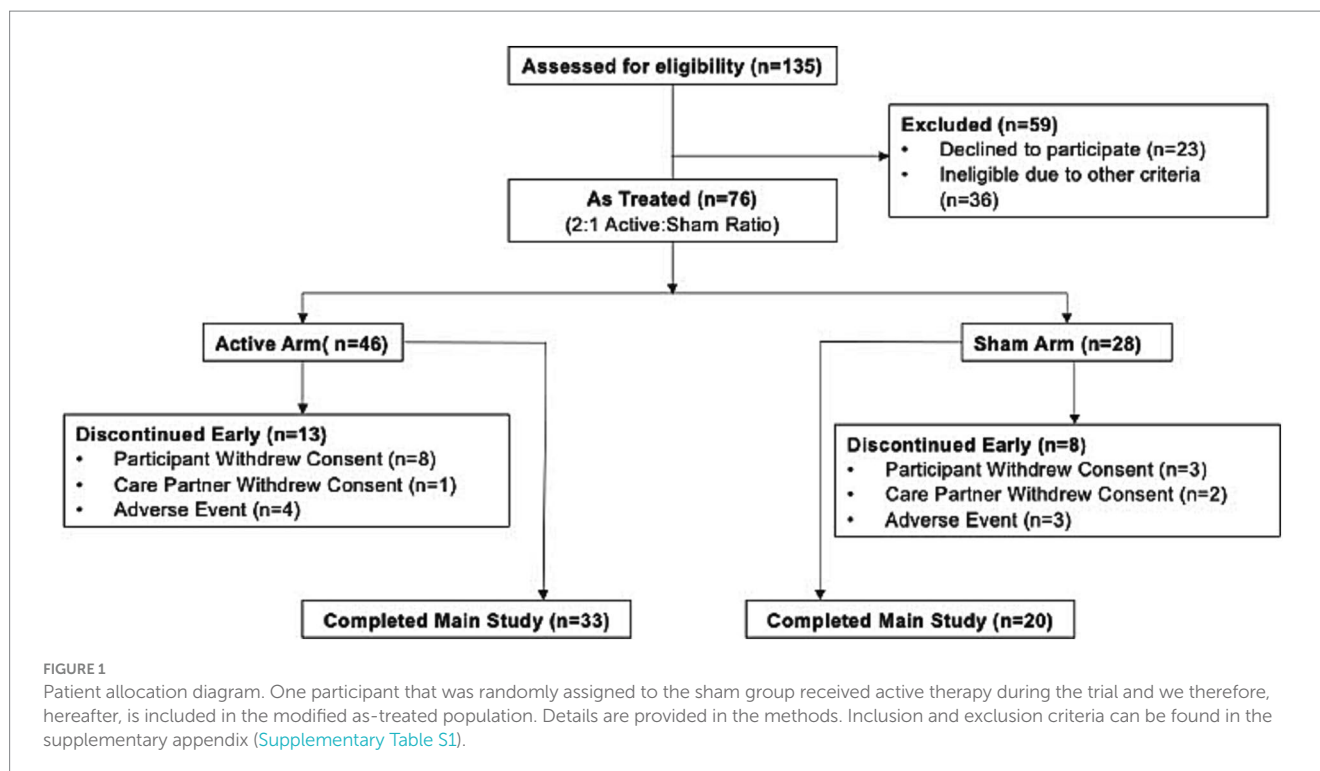 Assessed for eligibility (n=135)
Excluded (n=59)
• Declined to participate (n=23)
• Ineligible due to other criteria
(n=36)
As Treated (n=76)
(2:1 Active:Sham Ratio)
Active Arm( n=46)
Sham Arm (n=28)
Discontinued Early (n=13)
• Participant Withdrew Consent (n=8)
• Care Partner Withdrew Consent (n=1)
• Adverse Event (n=4)
Discontinued Early (n=8)
• Participant Withdrew Consent (n=3)
• Care Partner Withdrew Consent (n=2)
• Adverse Event (n=3)
Completed Main Study (n=33)
Completed Main Study (n=20)
FIGURE 1
Patient allocation diagram. One participant that was randomly assigned to the sham group received active therapy during the trial and we therefore,
hereafter, is included in the modified as-treated population. Details are provided in the methods. Inclusion and exclusion criteria can be found in the
supplementary appendix (Supplementary Table S1).